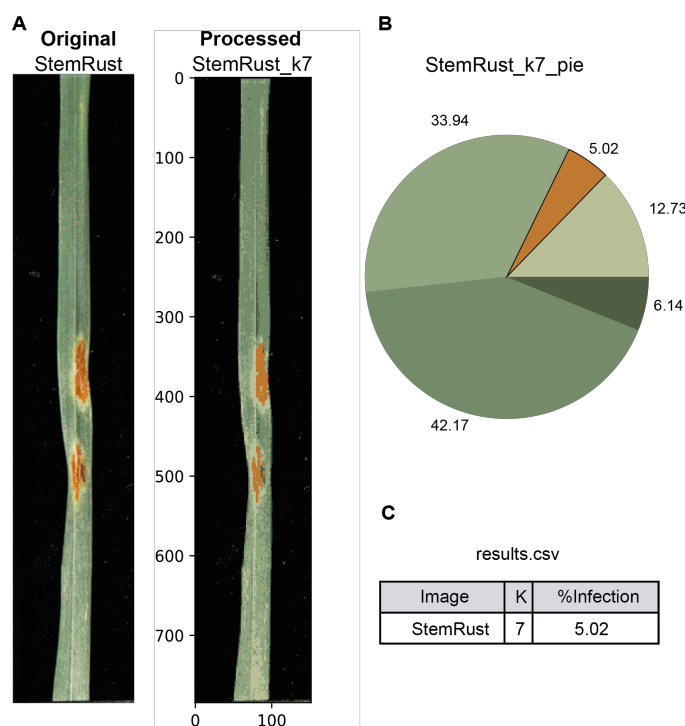 A
Original
StemRust
Processed
StemRust_k7
0
100
200
300
400
500
600
700
0
100
B
StemRust_k7_pie
33.94
5.02
12.73
6.14
42.17
C
results.csv
Image K %Infection
StemRust 7 5.02